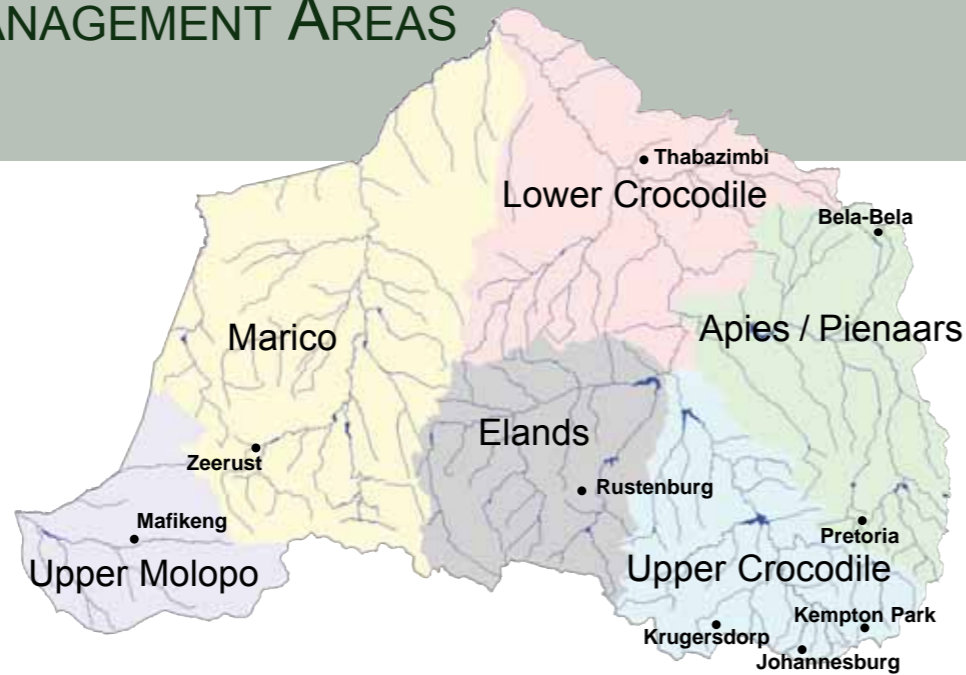 ANAGEMENT AREAS
Thabazimbi
Lower Crocodile
Bela-Bela
Apies / Pienaars
Marico
Elands
Zeerust
Rustenburg
Mafikeng
Pretoria
Upper Molopo
Upper Crocodile
Kempton Park
Krugersdorp
Johannesburg